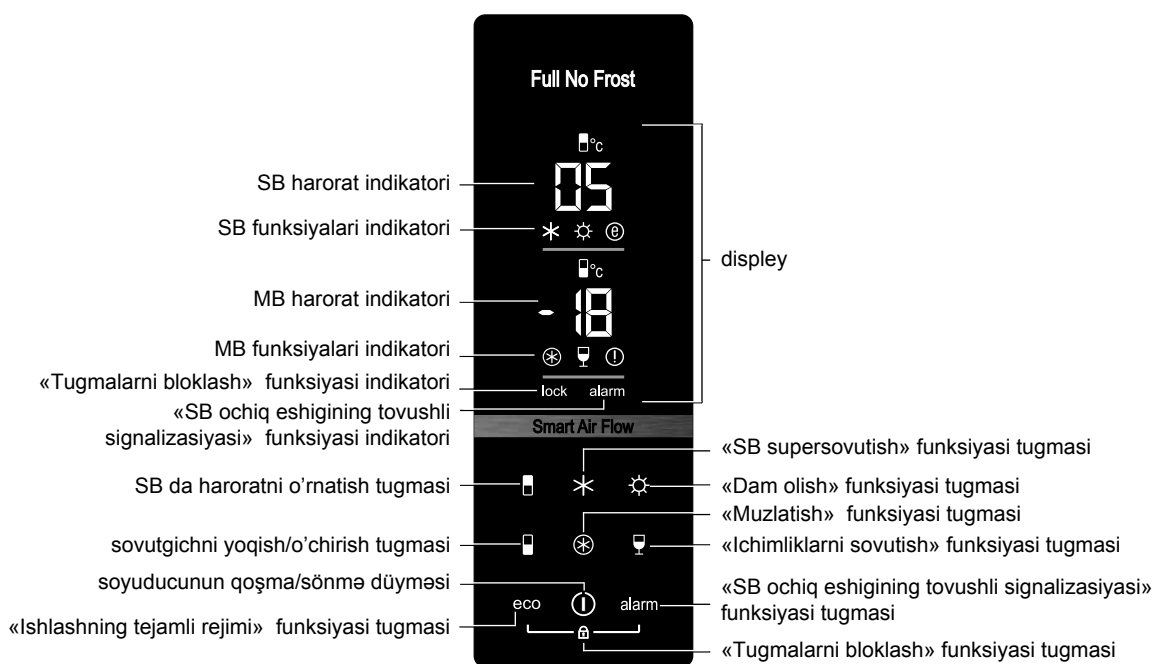 Full No Frost
°C
05
SB harorat indikatori
SB funksiyalari indikatori
e
°C
displey
MB harorat indikatori
- 18
MB funksiyalari indikatori
!
«Tugmalarni bloklash» funksiyasi indikatori
lock alarm
«SB ochiq eshigining tovushli
signalizasiyasi» funksiyasi indikatori
Smart Air Flow
«SB supersovutish» funksiyasi tugmasi
SB da haroratni o’rnatish tugmasi
«Dam olish» funksiyasi tugmasi
«Muzlatish» funksiyasi tugmasi
sovutgichni yoqish/o’chirish tugmasi
«Ichimliklarni sovutish» funksiyasi tugmasi
soyuducunun qoşma/sönmə düyməsi
«SB ochiq eshigining tovushli signalizasiyasi»
funksiyasi tugmasi
eco alarm
«Ishlashning tejamli rejimi» funksiyasi tugmasi
«Tugmalarni bloklash» funksiyasi tugmasi